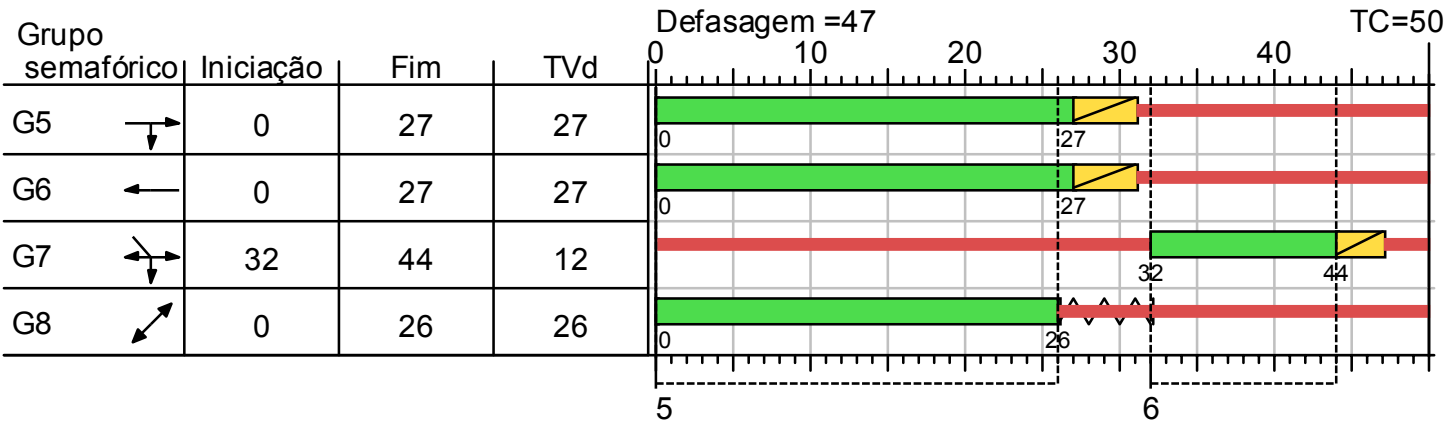 Defasagem =47 TC=50
Grupo
semafórico Iniciação Fim TVd
0 10 20 30 40
G5 0 27 27
0 27
G6 0 27 27
0 27
G7 32 44 12
32 44
G8 0 26 26
0 26
5 6